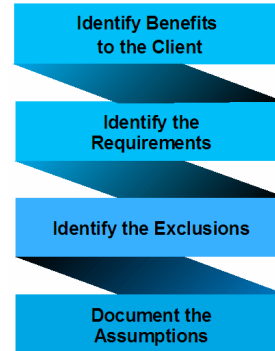 Identify Benefits
to the Client
Identify the
Requirements
Identify the Exclusions
Document the
Assumptions